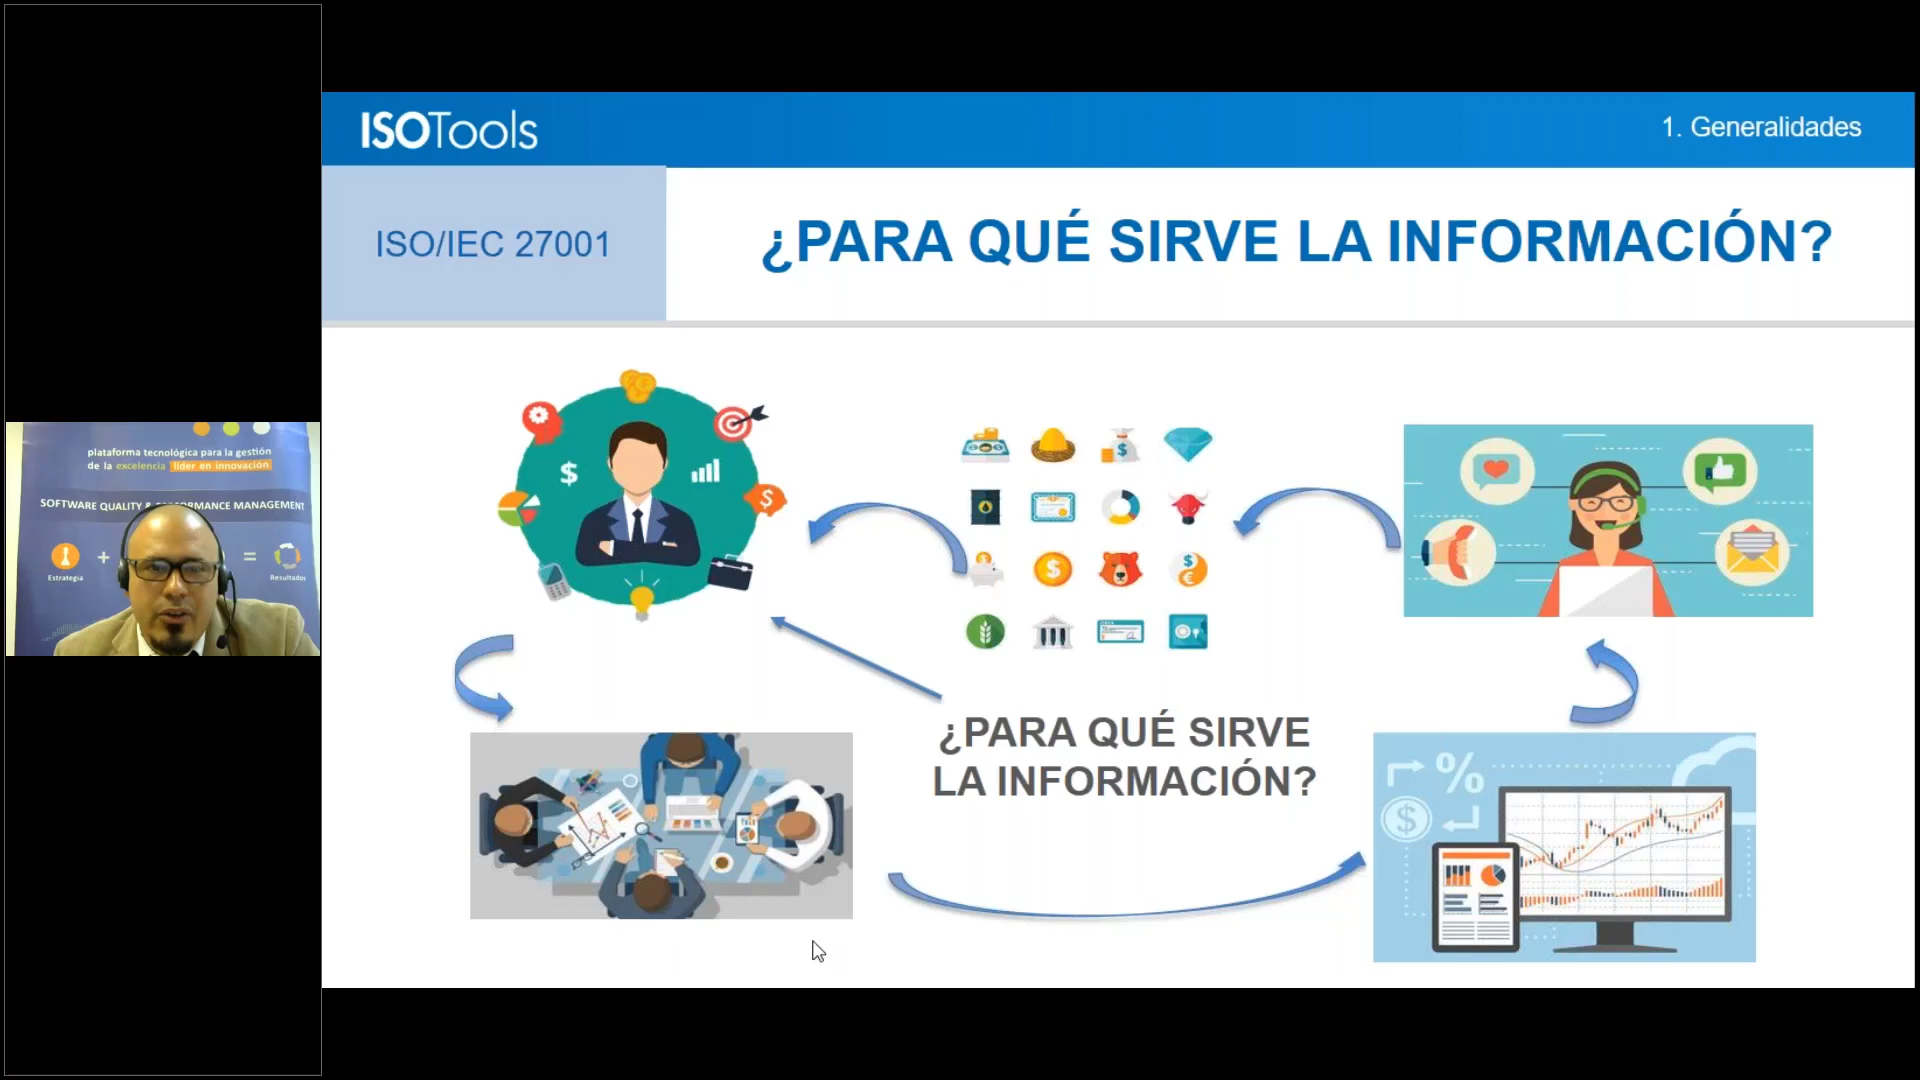 ISOTools
1. Generalidades
ISO/IEC 27001
¿PARA QUÉ SIRVE LA INFORMACIÓN?
plataforma tecnológica para la gestión
de la excelencia líder en innovación
SOFTWARE QUALITY & PERFORMANCE MANAGEMENT
+
=
Estrategia
Resultados
$
$
$
$
$
€
¿PARA QUÉ SIRVE
LA INFORMACIÓN?
%
$